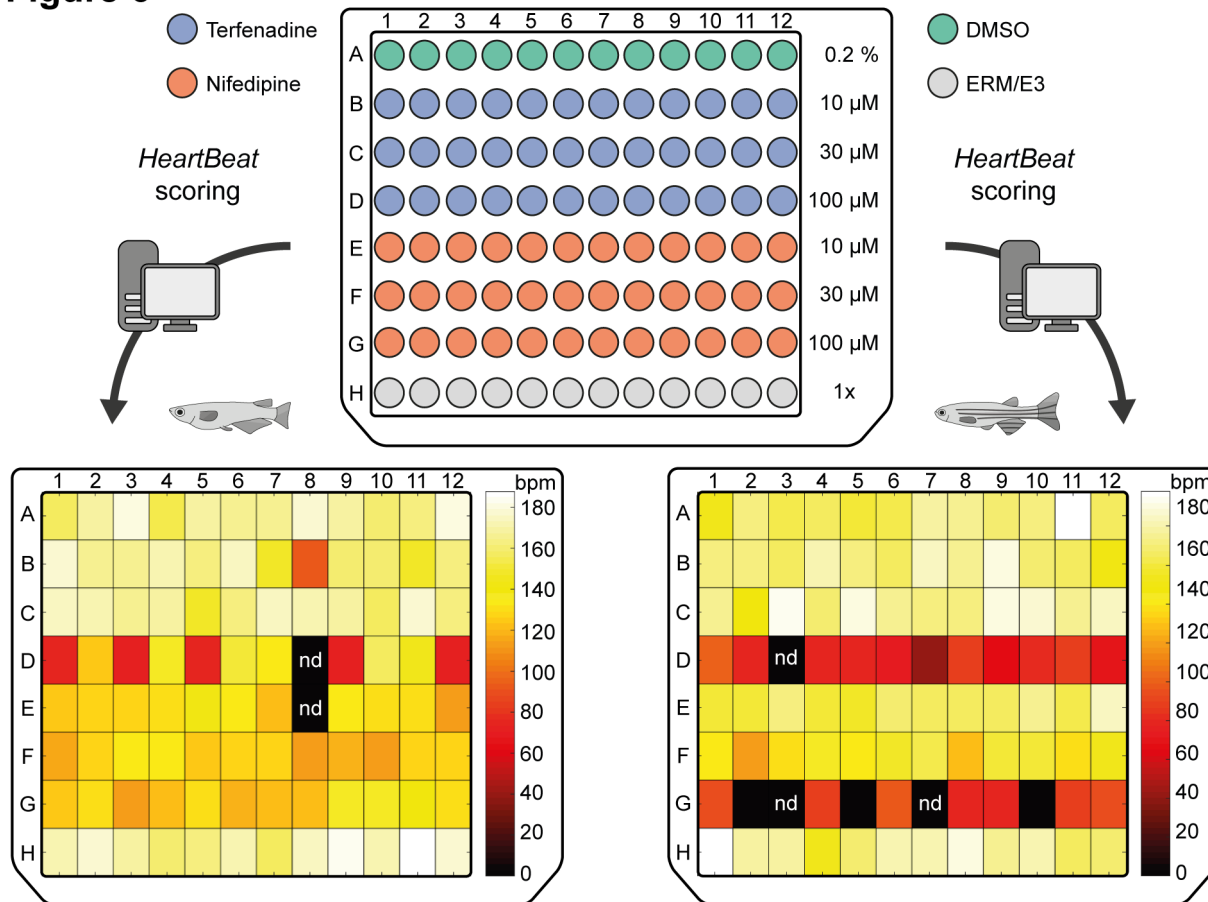 Terfenadine
Nifedipine
DMSO
ERM/E3
HeartBeat
scoring
HeartBeat
scoring
1 2 3 4 5 6 7 8 9 10 11 12
A 0.2 %
B 10 µM
C 30 µM
D 100 µM
E 10 µM
F 30 µM
G 100 µM
H 1x
1 2 3 4 5 6 7 8 9 10 11 12 bpm
A
B
C
D nd
E nd
F
G
H
180
160
140
120
100
80
60
40
20
0
1 2 3 4 5 6 7 8 9 10 11 12 bpm
A
B
C
D nd
E
F
G nd nd
H
180
160
140
120
100
80
60
40
20
0